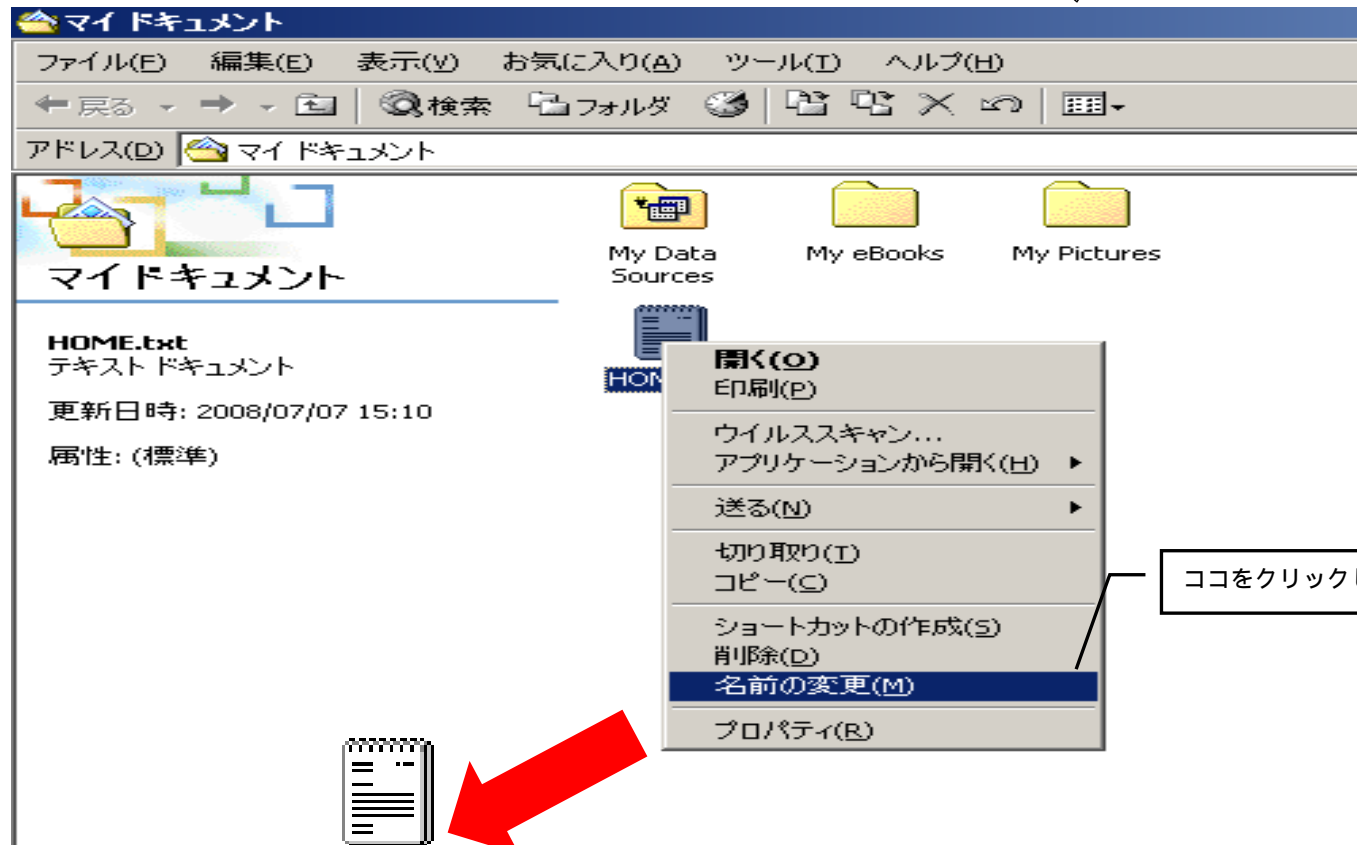 マイ ドキュメント
ファイル(F) 編集(E) 表示(V) お気に入り(A) ツール(T) ヘルプ(H)
戻る 検索 フォルダ
アドレス(D) マイ ドキュメント
My Data Sources
My eBooks
My Pictures
マイ ドキュメント
HOME.txt
テキスト ドキュメント
更新日時: 2008/07/07 15:10
属性: (標準)
開く(O)
印刷(P)
ウイルススキャン...
アプリケーションから開く(H)
送る(N)
切り取り(T)
コピー(C)
ショートカットの作成(S)
削除(D)
名前の変更(M)
プロパティ(R)
ココをクリック